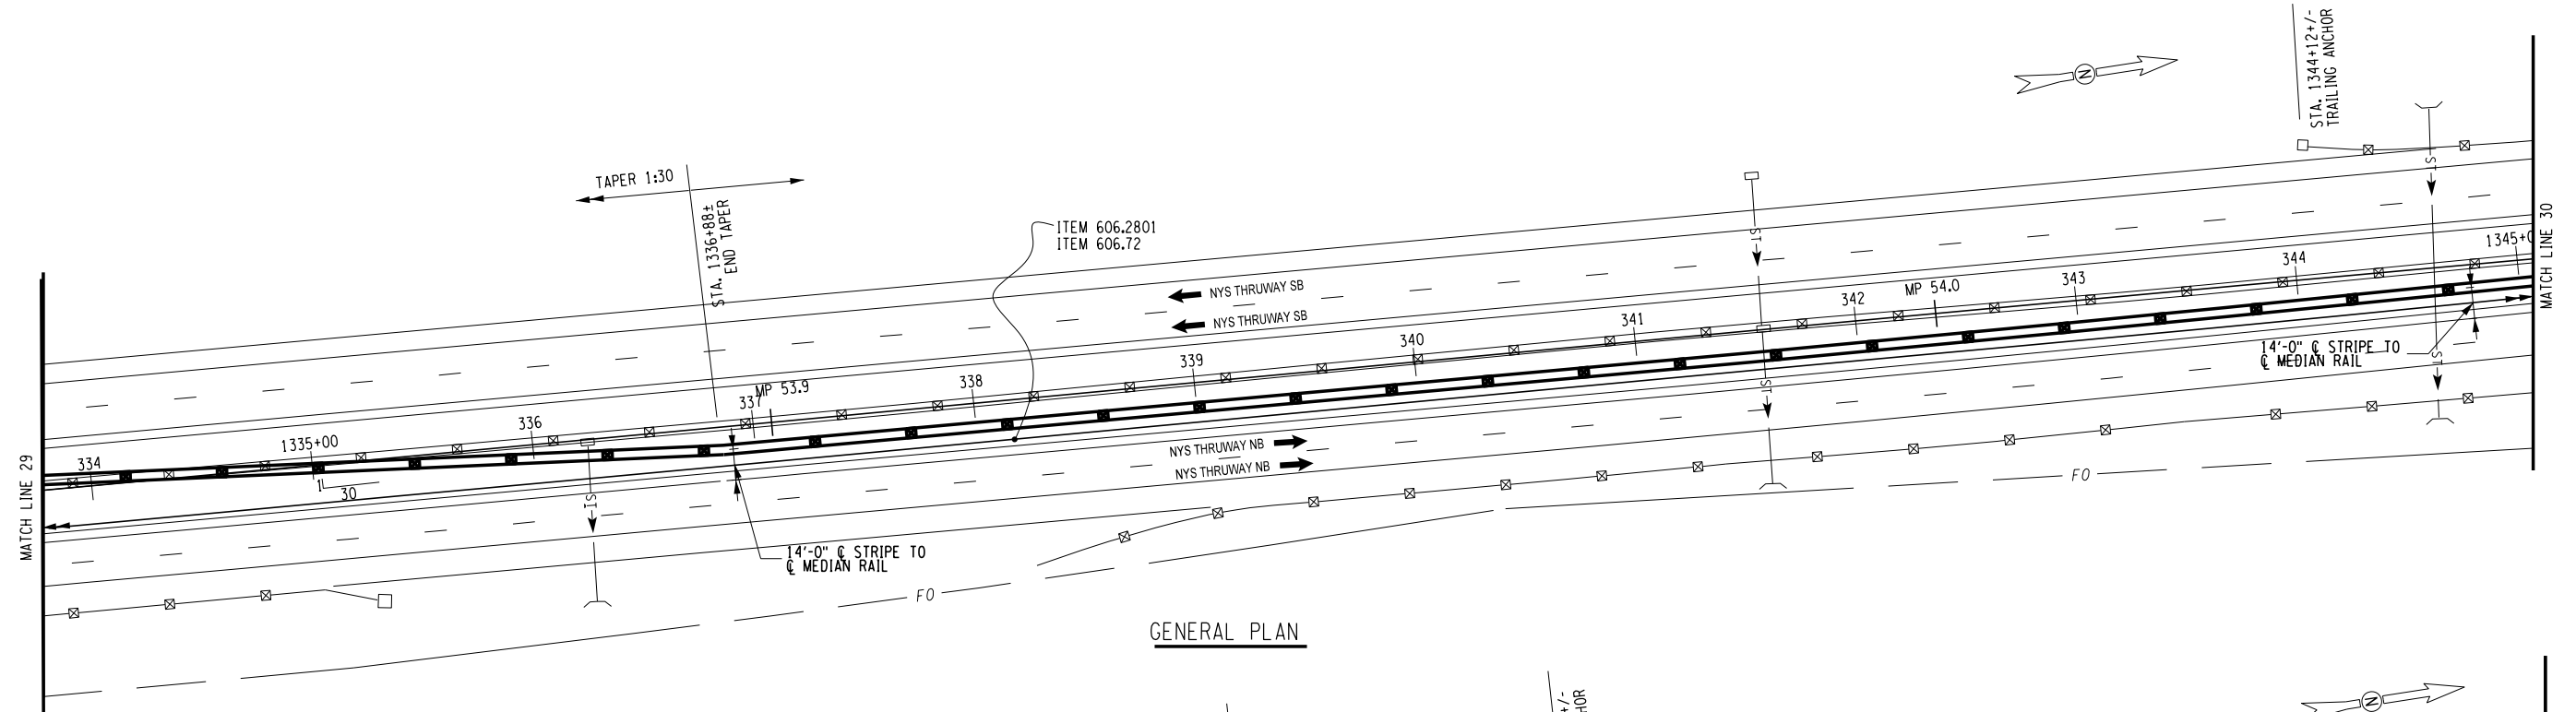 STA. 1344+12+/-
TRAILING ANCHOR
N
TAPER 1:30
STA. 1336+88±
END TAPER
ITEM 606.2801
ITEM 606.72
NYS THRUWAY SB
NYS THRUWAY SB
ST
ST
MATCH LINE 30
1345+0
344
343
MP 54.0
342
341
340
339
338
MP 53.9
337
336
1335+00
334
1
30
14'-0" ℄ STRIPE TO
℄ MEDIAN RAIL
ST
ST
ST
NYS THRUWAY NB
NYS THRUWAY NB
MATCH LINE 29
14'-0" ℄ STRIPE TO
℄ MEDIAN RAIL
FO
FO
GENERAL PLAN
+/-
HOR
N